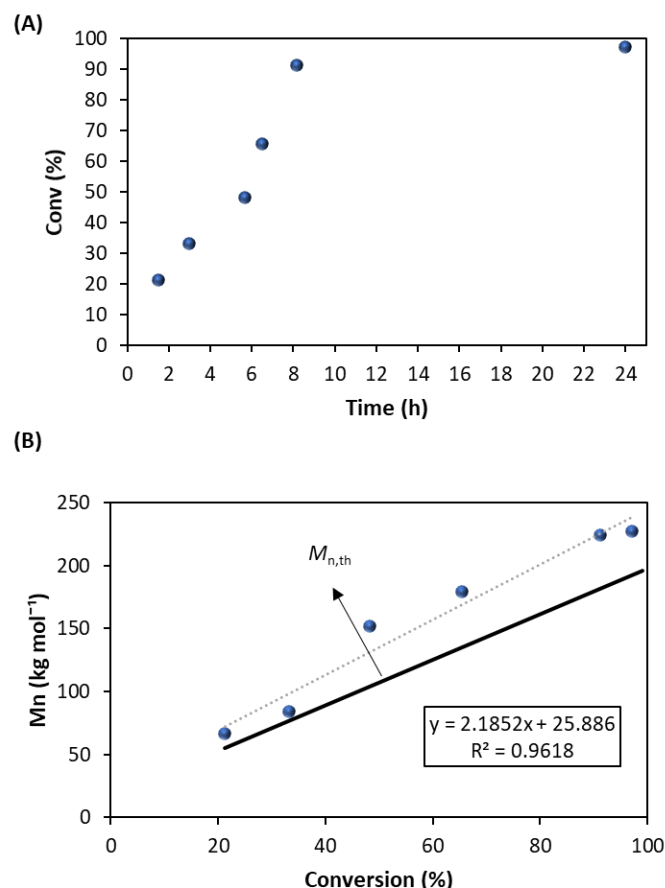 (A)
100
90
80
70
60
50
40
30
20
10
0
Conv (%)
0 2 4 6 8 10 12 14 16 18 20 22 24
Time (h)
(B)
250
200
150
100
50
0
Mn (kg mol⁻¹)
Mn,th
y = 2.1852x + 25.886
R² = 0.9618
0 20 40 60 80 100
Conversion (%)